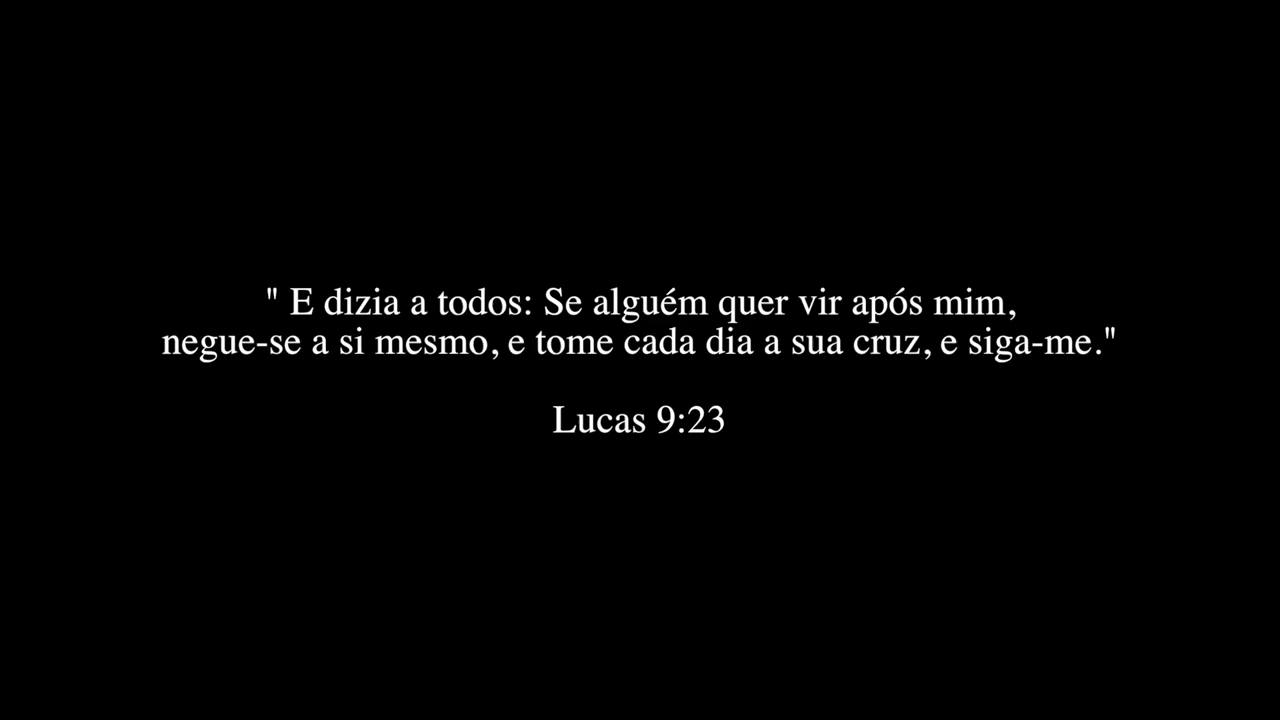 " E dizia a todos: Se alguém quer vir após mim,
negue-se a si mesmo, e tome cada dia a sua cruz, e siga-me."
Lucas 9:23